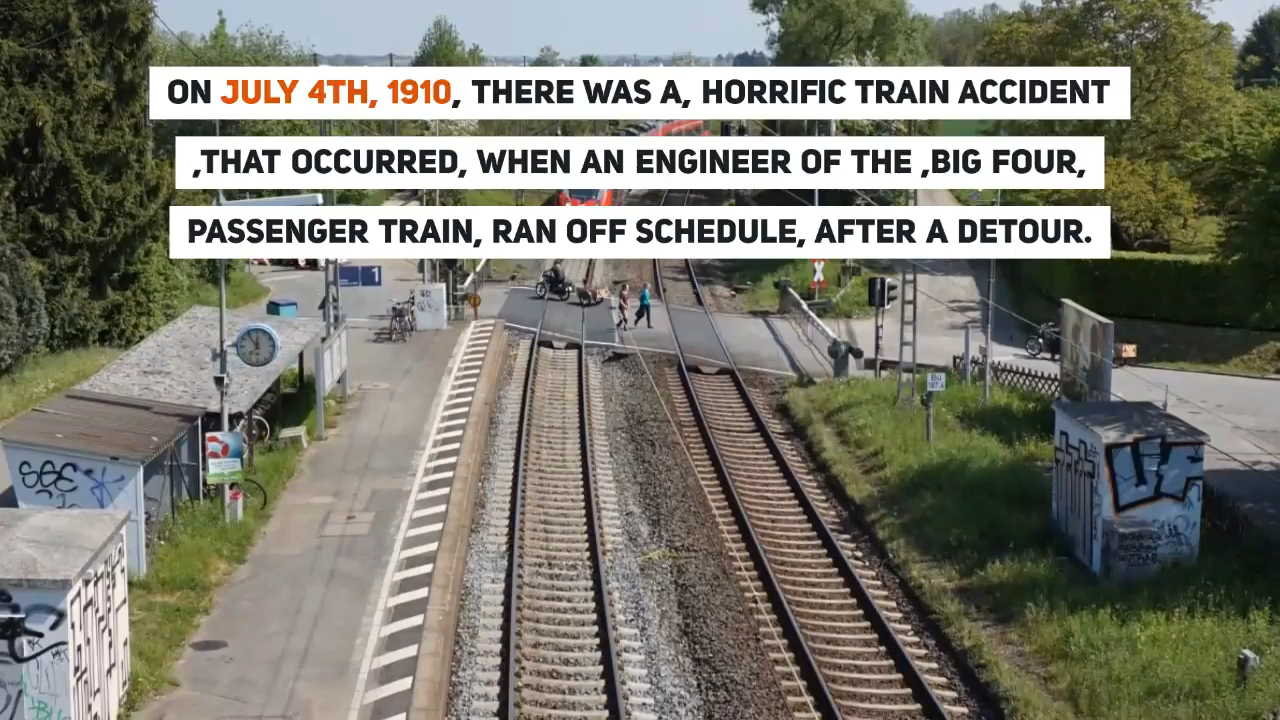 ON JULY 4TH, 1910, THERE WAS A, HORRIFIC TRAIN ACCIDENT
,THAT OCCURRED, WHEN AN ENGINEER OF THE ,BIG FOUR,
PASSENGER TRAIN, RAN OFF SCHEDULE, AFTER A DETOUR.
1